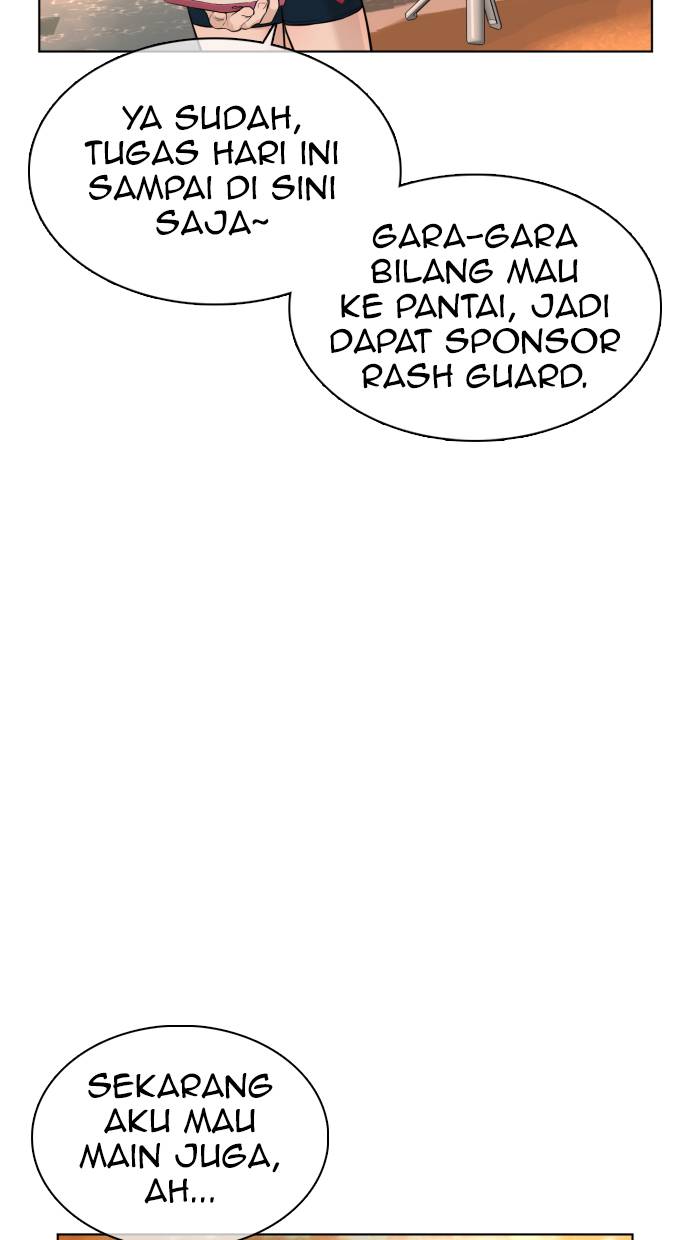 YA SUDAH,
TUGAS HARI INI
SAMPAI DI SINI
SAJA~
GARA-GARA
BILANG MAU
KE PANTAI, JADI
DAPAT SPONSOR
RASH GUARD.
SEKARANG
AKU MAU
MAIN JUGA,
AH...